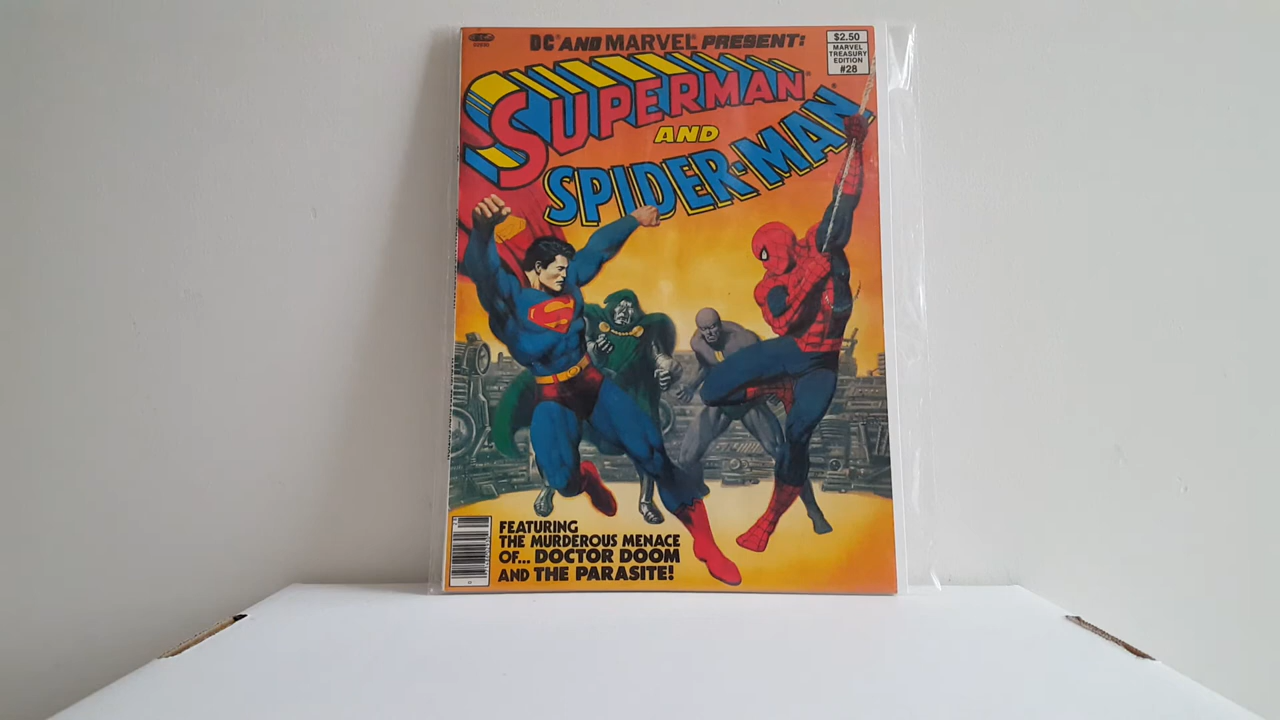 DC AND MARVEL PRESENT:
$2.50
MARVEL
TREASURY
EDITION
#28
SUPERMAN
AND
SPIDER-MAN
FEATURING
THE MURDEROUS MENACE
OF... DOCTOR DOOM
AND THE PARASITE!